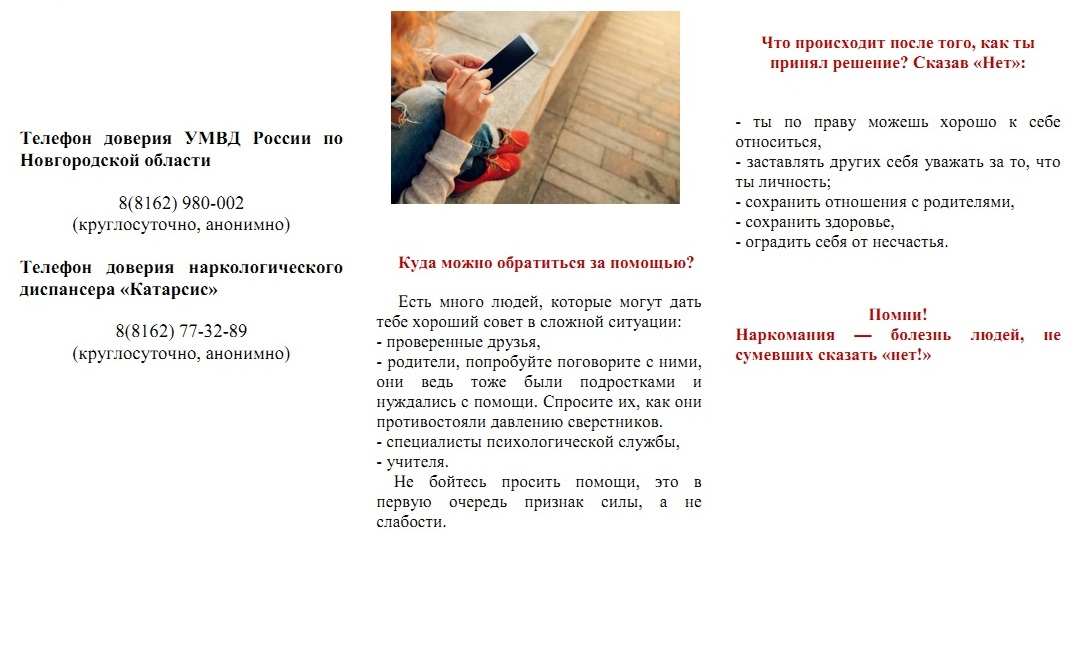 Телефон доверия УМВД России по
Новгородской области
8(8162) 980-002
(круглосуточно, анонимно)
Телефон доверия наркологического
диспансера «Катарсис»
8(8162) 77-32-89
(круглосуточно, анонимно)
Куда можно обратиться за помощью?
Есть много людей, которые могут дать
тебе хороший совет в сложной ситуации:
- проверенные друзья,
- родители, попробуйте поговорите с ними,
они ведь тоже были подростками и
нуждались с помощи. Спросите их, как они
противостояли давлению сверстников.
- специалисты психологической службы,
- учителя.
Не бойтесь просить помощи, это в
первую очередь признак силы, а не
слабости.
Что происходит после того, как ты
принял решение? Сказав «Нет»:
- ты по праву можешь хорошо к себе
относиться,
- заставлять других себя уважать за то, что
ты личность;
- сохранить отношения с родителями,
- сохранить здоровье,
- оградить себя от несчастья.
Помни!
Наркомания — болезнь людей, не
сумевших сказать «нет!»